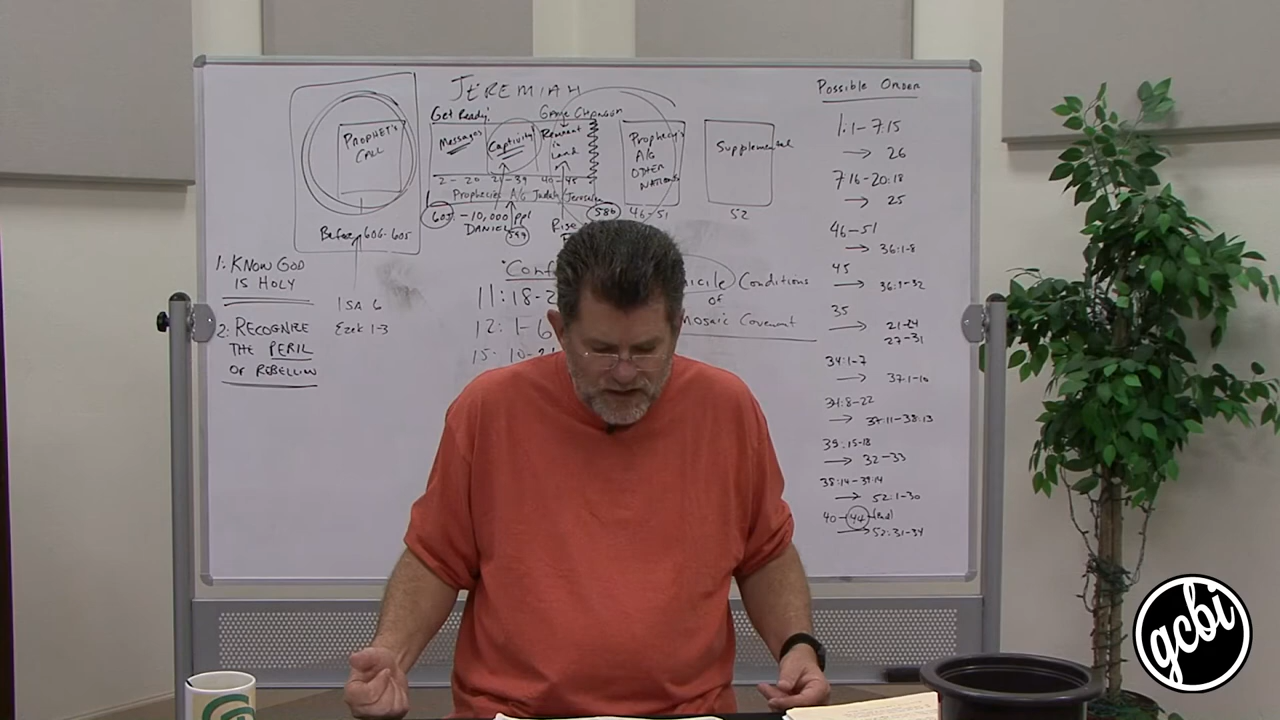 JEREMIAH
Get Ready!
GAME CHANGER
PROPHET'S
CALL
Messages
Captivity
Remnant
in
Land
2 - 20 21-39 40-45
Prophecies A/G Judah/Jerusalem
Prophecy's
A/G
OTHER
NATIONS
46-51
Supplemental
52
Before 606-605
605 -10,000 ppl
DANIEL
586
Rise
1. KNOW GOD
IS HOLY
2. RECOGNIZE
THE PERIL
OF REBELLION
ISA 6
Ezek 1-3
11:18-2
12:1-6
Conditions
of
Mosaic Covenant
Possible Order
1:1-7:15
→ 26
7:16-20:18
→ 25
46-51
→ 36:1-8
45
→ 36:1-32
35
→ 21-24
27-31
34:1-7
→ 37:1-10
34:8-22
→ 37:11-38:13
39:15-18
→ 32-33
38:14-39:14
→ 52:1-30
40-44
→ 52:31-34
gcbi